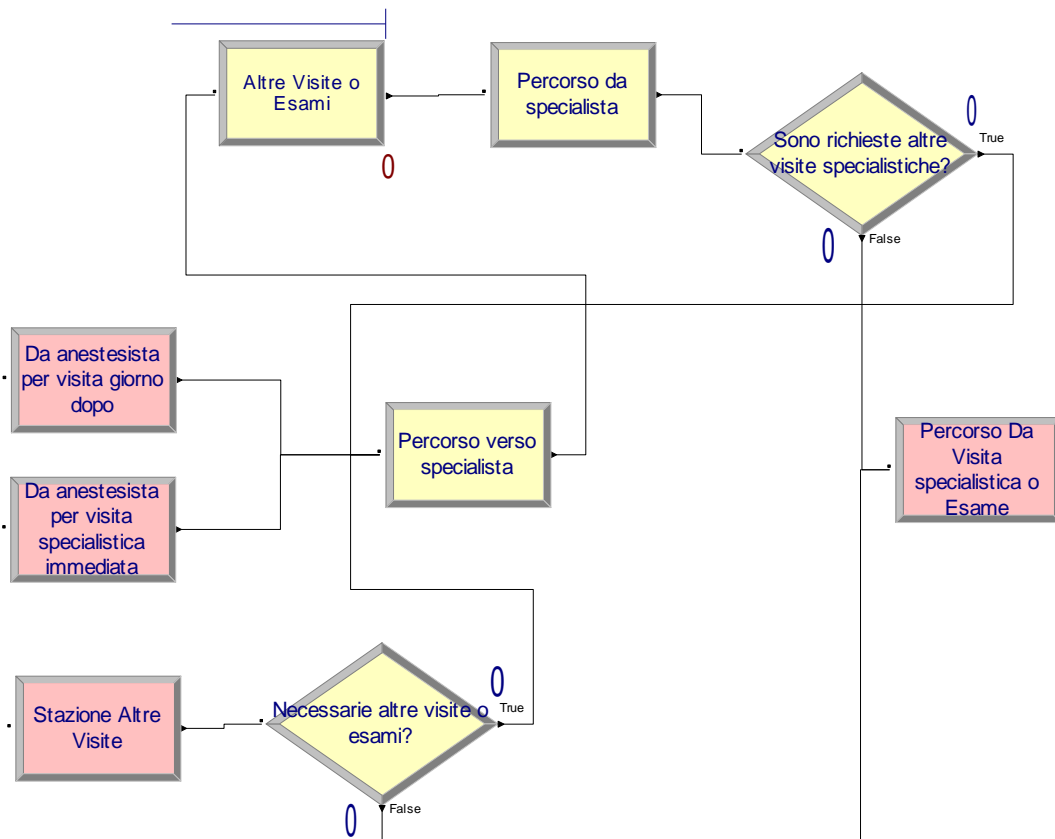 Altre Visite o
Esami
0
Percorso da
specialista
Sono richieste altre
visite specialistiche?
0
True
0
False
Da anestesista
per visita giorno
dopo
Percorso verso
specialista
Percorso Da
Visita
specialistica o
Esame
Da anestesista
per visita
specialistica
immediata
Stazione Altre
Visite
Necessarie altre visite o
esami?
0
True
0
False